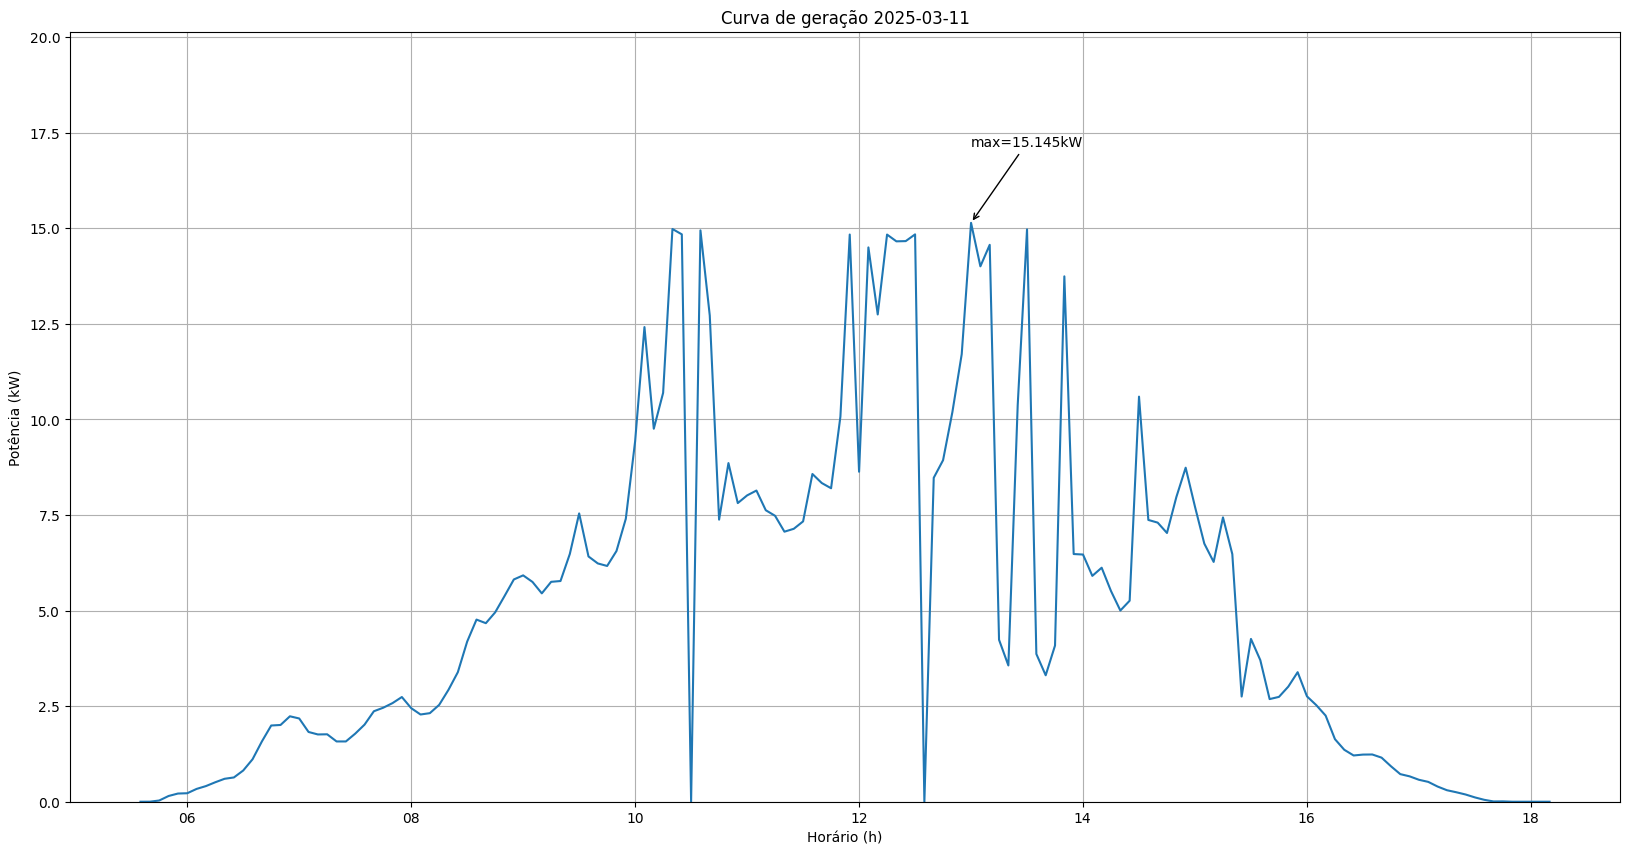 Curva de geração 2025-03-11
20.0
17.5
max=15.145kW
15.0
12.5
10.0
Potência (kW)
7.5
5.0
2.5
0.0
06 08 10 12 14 16 18
Horário (h)